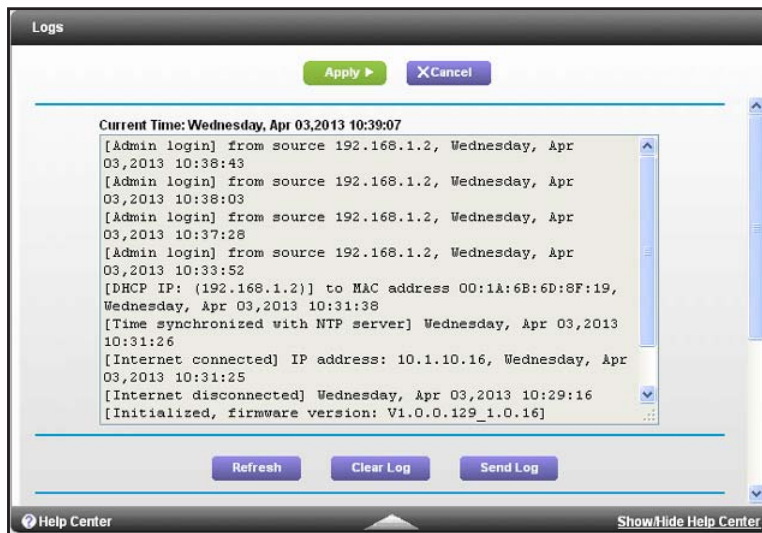 Logs
Apply
Cancel
Current Time: Wednesday, Apr 03,2013 10:39:07
[Admin login] from source 192.168.1.2, Wednesday, Apr
03,2013 10:38:43
[Admin login] from source 192.168.1.2, Wednesday, Apr
03,2013 10:38:03
[Admin login] from source 192.168.1.2, Wednesday, Apr
03,2013 10:37:28
[Admin login] from source 192.168.1.2, Wednesday, Apr
03,2013 10:33:52
[DHCP IP: (192.168.1.2)] to MAC address 00:1A:6B:6D:8F:19,
Wednesday, Apr 03,2013 10:31:38
[Time synchronized with NTP server] Wednesday, Apr 03,2013
10:31:26
[Internet connected] IP address: 10.1.10.16, Wednesday, Apr
03,2013 10:31:25
[Internet disconnected] Wednesday, Apr 03,2013 10:29:16
[Initialized, firmware version: V1.0.0.129_1.0.16]
Refresh
Clear Log
Send Log
Help Center
Show/Hide Help Center